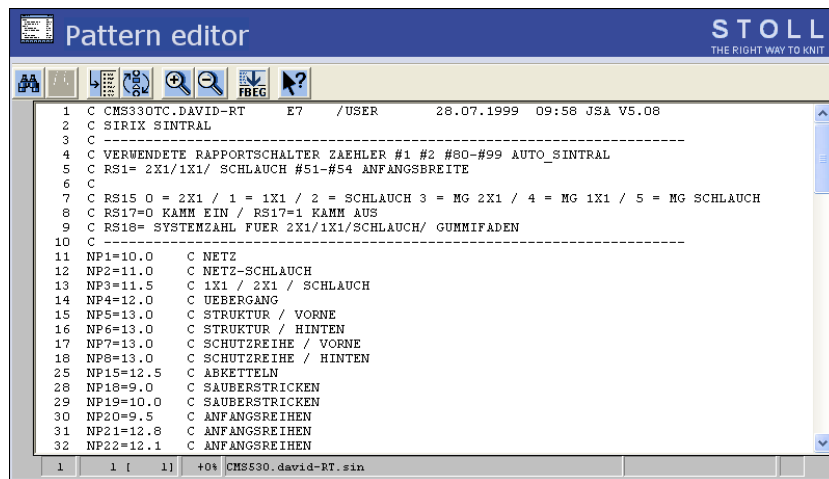 Pattern editor
STOLL
THE RIGHT WAY TO KNIT
FBEG
1 C CMS330TC.DAVID-RT E7 /USER 28.07.1999 09:58 JSA V5.08
2 C SIRIX SINTRAL
3 C ----------------------------------------------------------------------
4 C VERWENDETE RAPPORTSCHALTER ZAEHLER #1 #2 #80-#99 AUTO_SINTRAL
5 C RS1= 2X1/1X1/ SCHLAUCH #51-#54 ANFANGSBREITE
6 C
7 C RS15 0 = 2X1 / 1 = 1X1 / 2 = SCHLAUCH 3 = MG 2X1 / 4 = MG 1X1 / 5 = MG SCHLAUCH
8 C RS17=0 KAMM EIN / RS17=1 KAMM AUS
9 C RS18= SYSTEMZAHL FUER 2X1/1X1/SCHLAUCH/ GUMMIFADEN
10 C ----------------------------------------------------------------------
11 NP1=10.0 C NETZ
12 NP2=11.0 C NETZ-SCHLAUCH
13 NP3=11.5 C 1X1 / 2X1 / SCHLAUCH
14 NP4=12.0 C UEBERGANG
15 NP5=13.0 C STRUKTUR / VORNE
16 NP6=13.0 C STRUKTUR / HINTEN
17 NP7=13.0 C SCHUTZREIHE / VORNE
18 NP8=13.0 C SCHUTZREIHE / HINTEN
25 NP15=12.5 C ABKETTELN
28 NP18=9.0 C SAUBERSTRICKEN
29 NP19=10.0 C SAUBERSTRICKEN
30 NP20=9.5 C ANFANGSREIHEN
31 NP21=12.8 C ANFANGSREIHEN
32 NP22=12.1 C ANFANGSREIHEN
1 1 [ 1] +0% CMS530.david-RT.sin